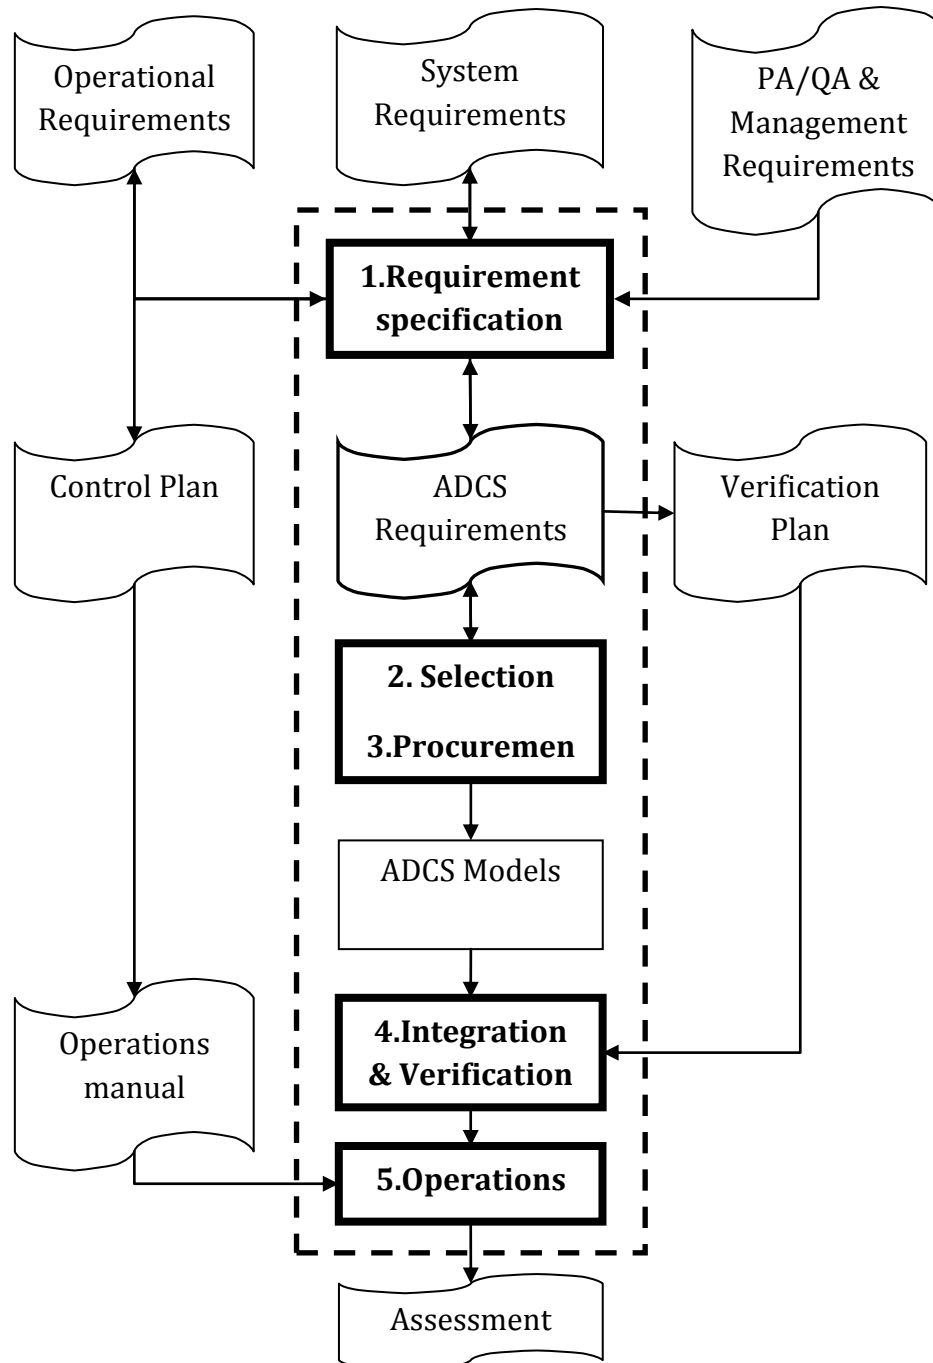 Operational
Requirements
System
Requirements
PA/QA &
Management
Requirements
1.Requirement
specification
Control Plan
ADCS
Requirements
Verification
Plan
2. Selection
3.Procuremen
ADCS Models
Operations
manual
4.Integration
& Verification
5.Operations
Assessment